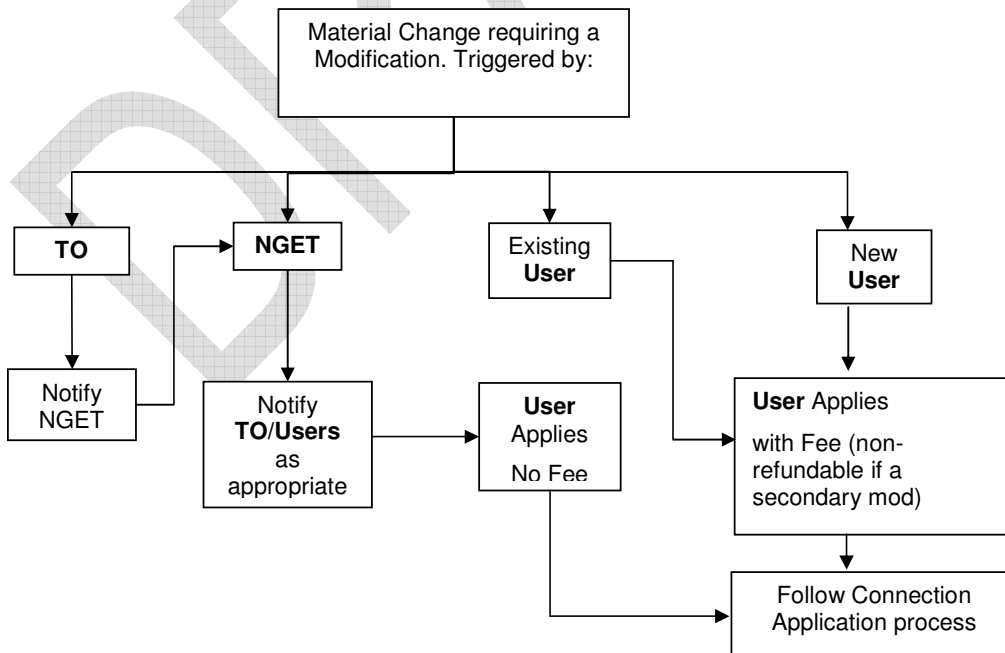 Material Change requiring a
Modification. Triggered by:
TO
NGET
Existing
User
New
User
Notify
NGET
Notify
TO/Users
as
appropriate
User
Applies
No Fee
User Applies
with Fee (non-
refundable if a
secondary mod)
Follow Connection
Application process